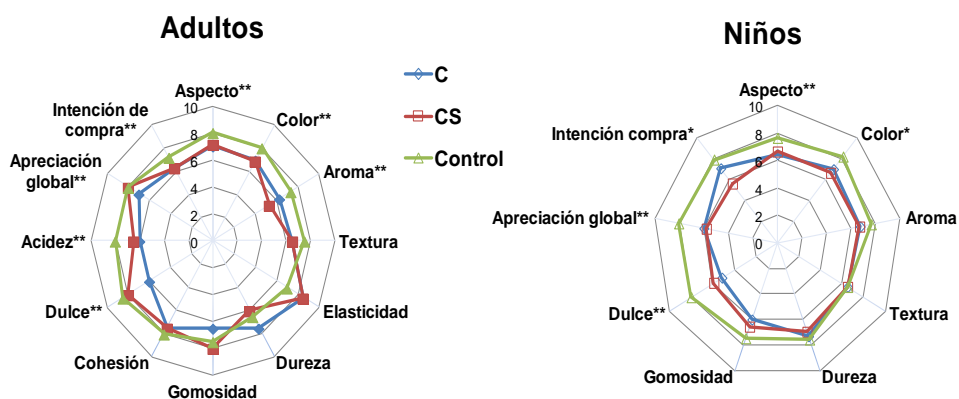 Adultos
Aspecto**
Color**
Aroma**
Textura
Elasticidad
Dureza
Gomosidad
Cohesión
Dulce**
Acidez**
Apreciación
global**
Intención de
compra**
10
8
6
4
2
0
C
CS
Control
Niños
Aspecto**
Color*
Aroma
Textura
Dureza
Gomosidad
Dulce**
Apreciación global**
Intención compra*
10
8
6
4
2
0